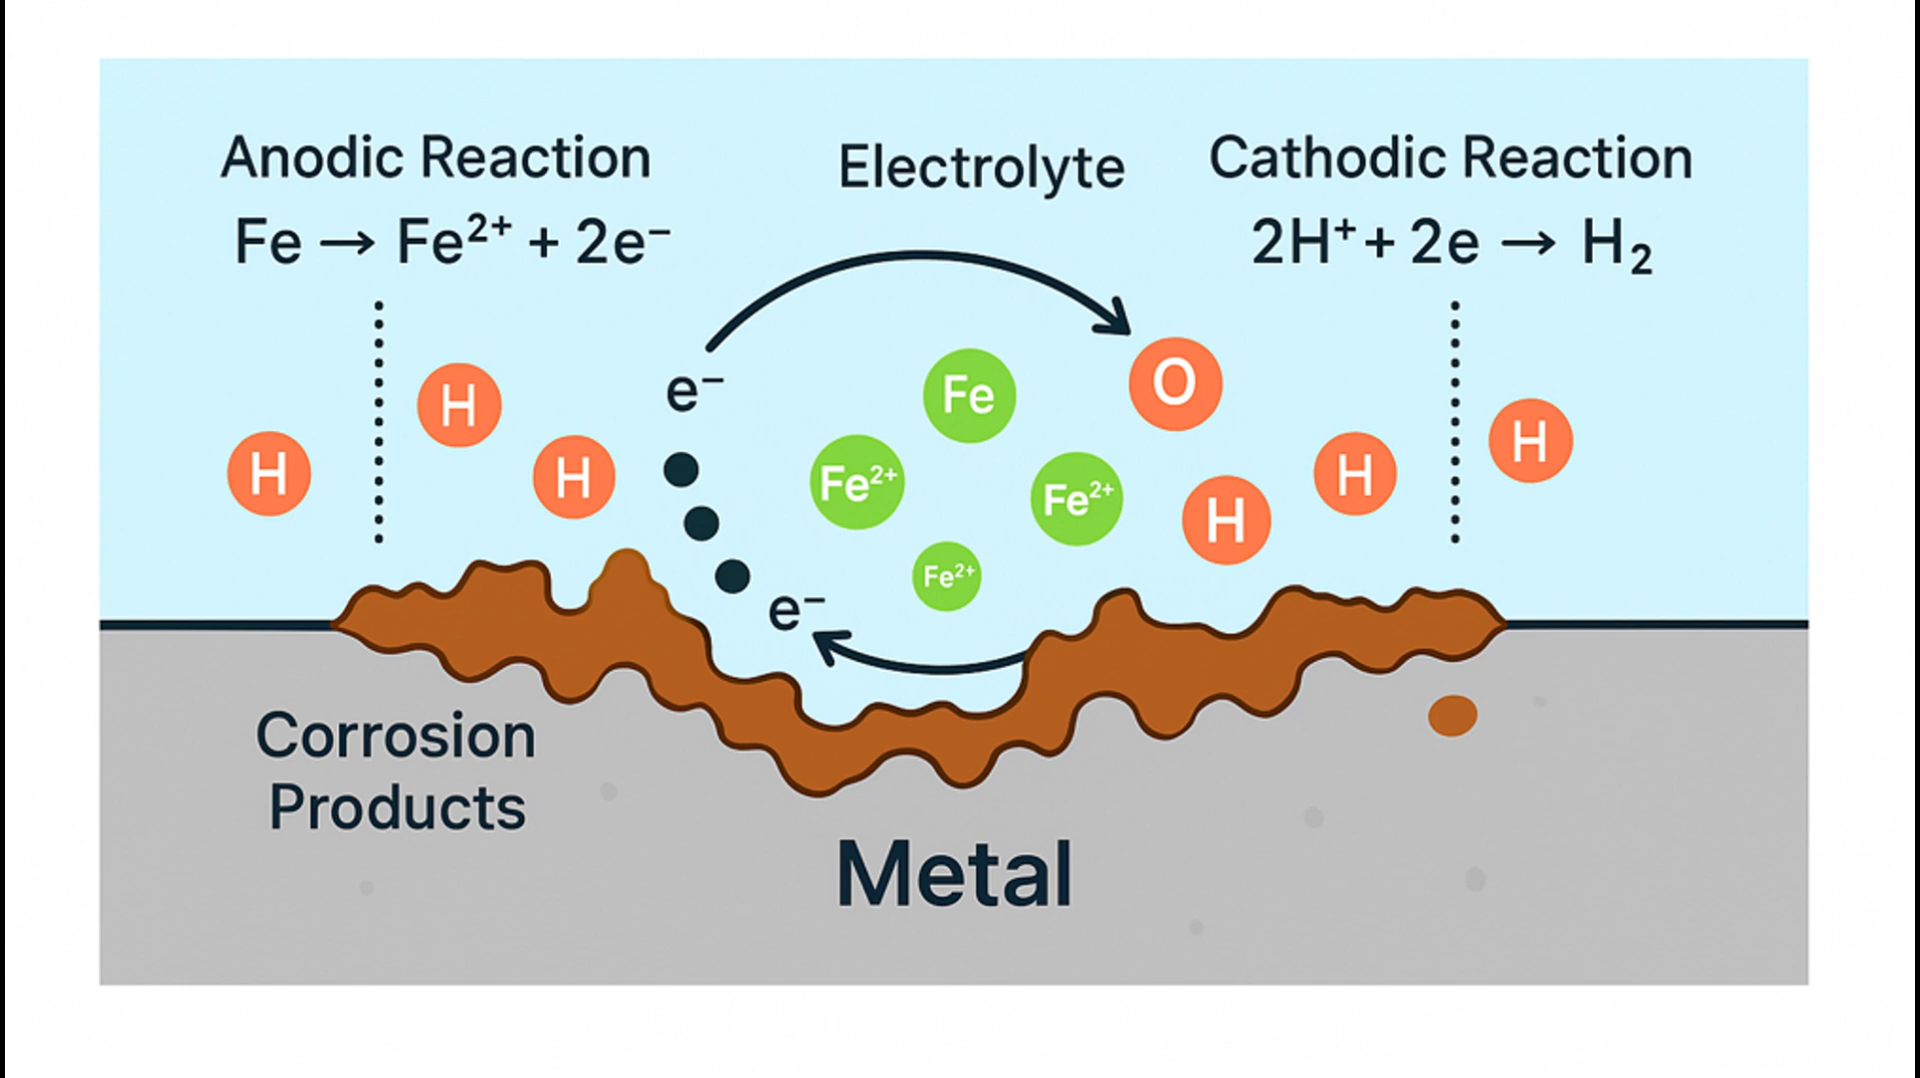 Anodic Reaction
Fe → Fe²⁺ + 2e⁻
Electrolyte
Cathodic Reaction
2H⁺ + 2e → H₂
H
H
H
e⁻
Fe
O
Fe²⁺
Fe²⁺
H
H
H
Fe²⁺
e⁻
Corrosion
Products
Metal